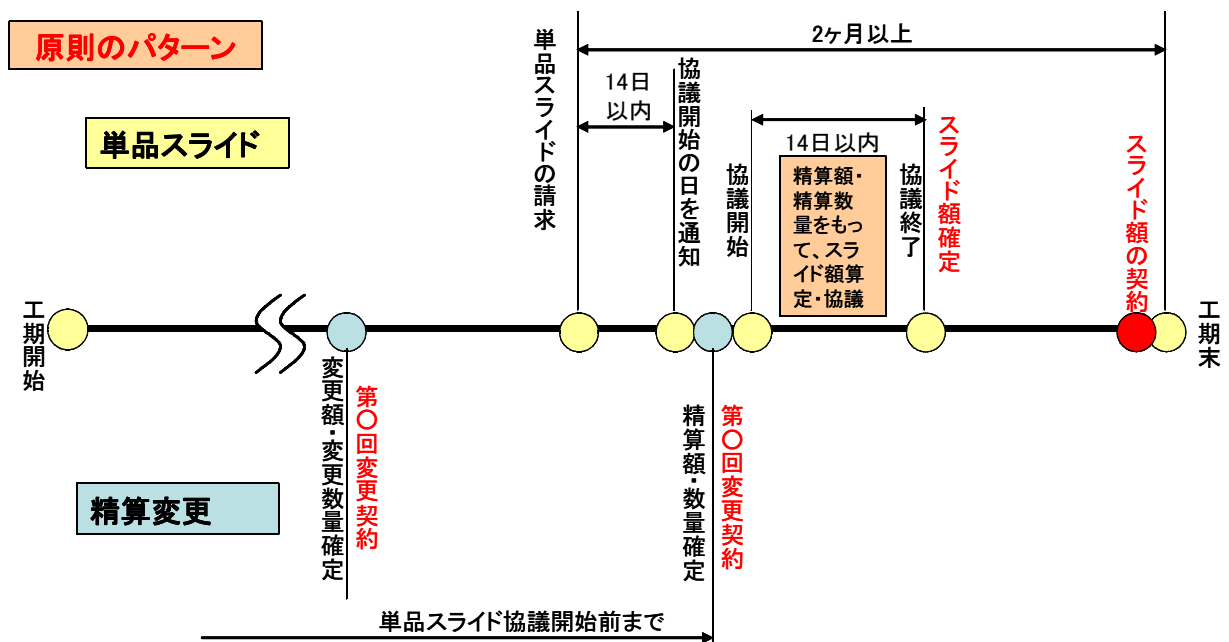 原則のパターン
単品スライド
2ヶ月以上
単品スライドの請求
14日
以内
協議開始の日を通知
協議開始
14日以内
精算額・
精算数
量をもっ
て、スラ
イド額算
定・協議
協議終了
スライド額確定
スライド額の契約
工期開始
工期末
変更額・変更数量確定
第〇回変更契約
精算額・数量確定
第〇回変更契約
精算変更
単品スライド協議開始前まで